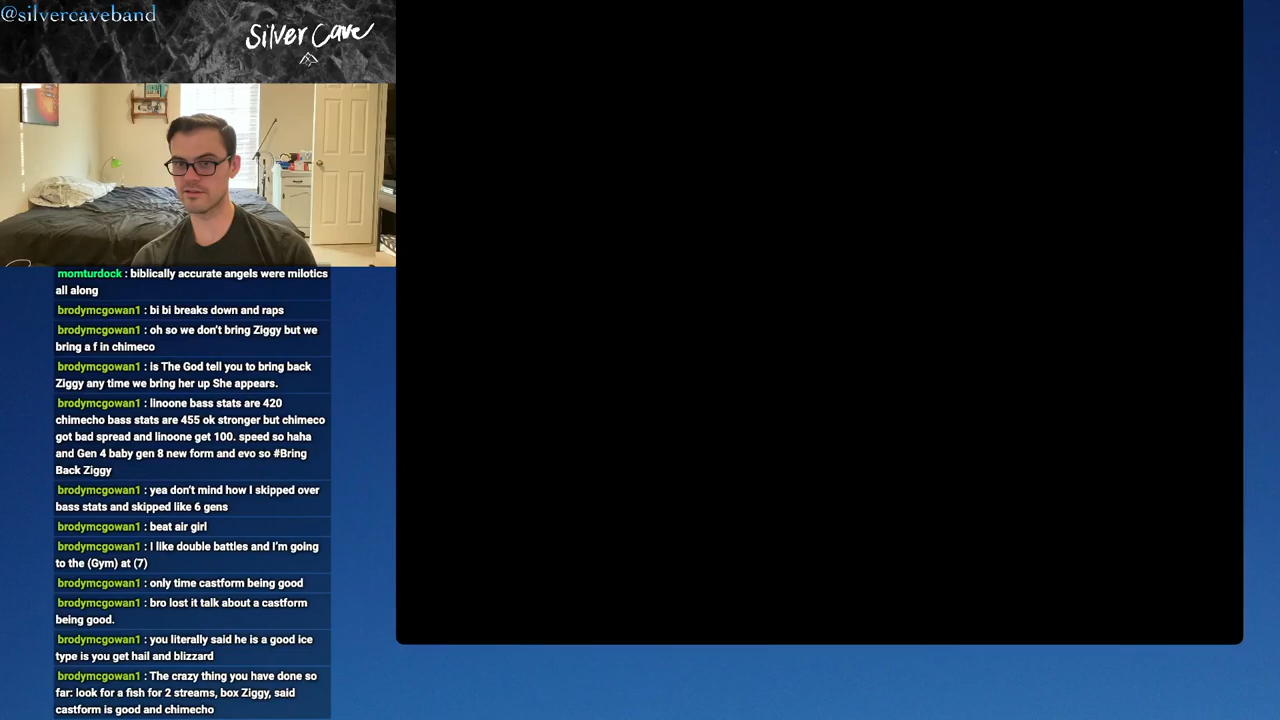 @silvercaveband
Silver Cave
momturdock : biblically accurate angels were milotics
all along
brodymcgowan1 : bi bi breaks down and raps
brodymcgowan1 : oh so we don't bring Ziggy but we
bring a f in chimeco
brodymcgowan1 : is The God tell you to bring back
Ziggy any time we bring her up She appears.
brodymcgowan1 : linoone bass stats are 420
chimecho bass stats are 455 ok stronger but chimeco
got bad spread and linoone get 100. speed so haha
and Gen 4 baby gen 8 new form and evo so #Bring
Back Ziggy
brodymcgowan1 : yea don't mind how I skipped over
bass stats and skipped like 6 gens
brodymcgowan1 : beat air girl
brodymcgowan1 : I like double battles and I'm going
to the (Gym) at (7)
brodymcgowan1 : only time castform being good
brodymcgowan1 : bro lost it talk about a castform
being good.
brodymcgowan1 : you literally said he is a good ice
type is you get hail and blizzard
brodymcgowan1 : The crazy thing you have done so
far: look for a fish for 2 streams, box Ziggy, said
castform is good and chimecho